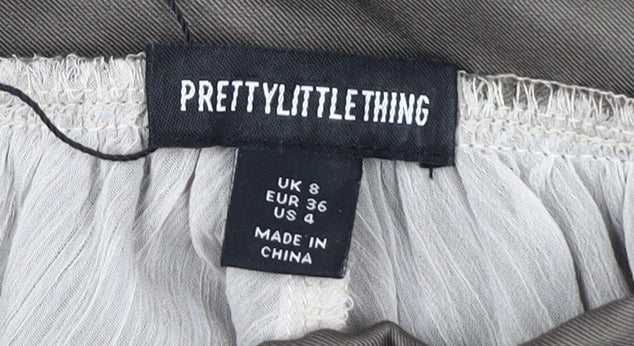 PRETTYLITTLETHING
UK 8
EUR 36
US 4
MADE IN
CHINA